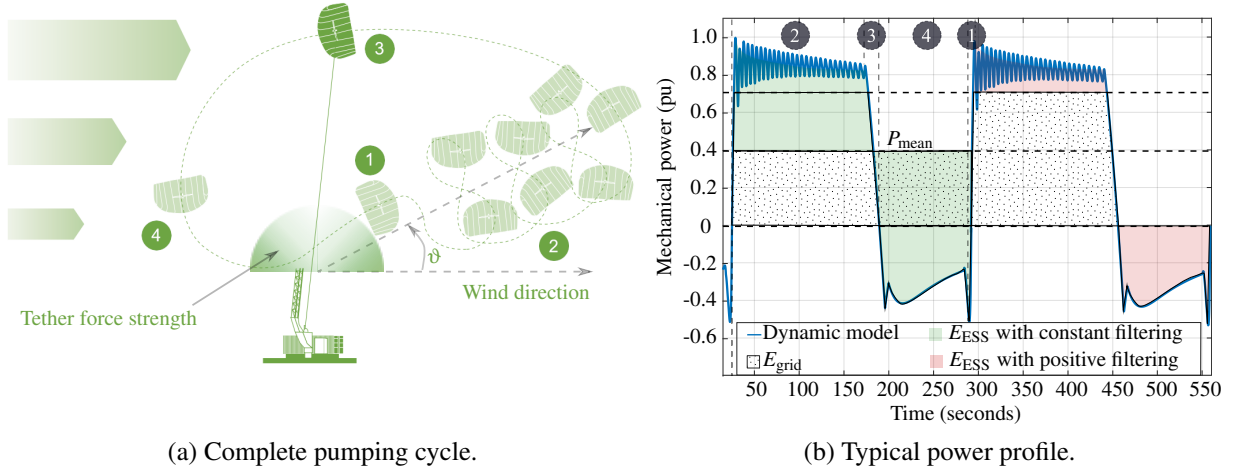 3
1
4
2
ϑ
Wind direction
Tether force strength
(a) Complete pumping cycle.
2 3 4 1
1.0
0.8
0.6
0.4
0.2
0
-0.2
-0.4
-0.6
Mechanical power (pu)
P_mean
Dynamic model
E_grid
E_ESS with constant filtering
E_ESS with positive filtering
50 100 150 200 250 300 350 400 450 500 550
Time (seconds)
(b) Typical power profile.